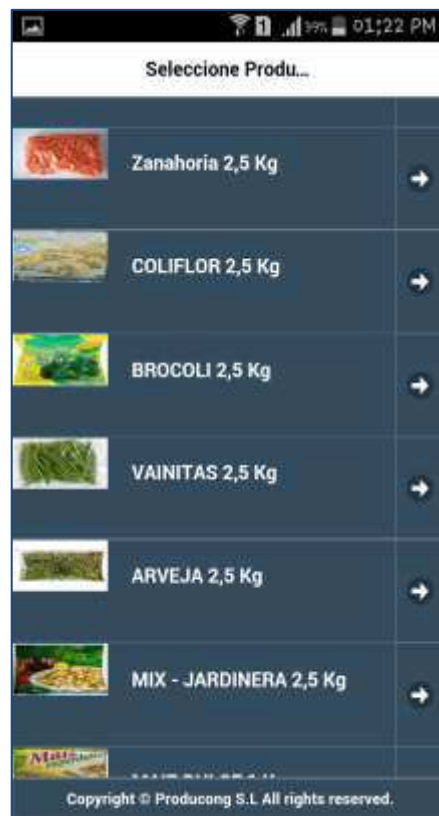 39% 01:22 PM
Seleccione Produ...
Zanahoria 2,5 Kg
COLIFLOR 2,5 Kg
BROCOLI 2,5 Kg
VAINITAS 2,5 Kg
ARVEJA 2,5 Kg
MIX - JARDINERA 2,5 Kg
Copyright © Producong S.L All rights reserved.